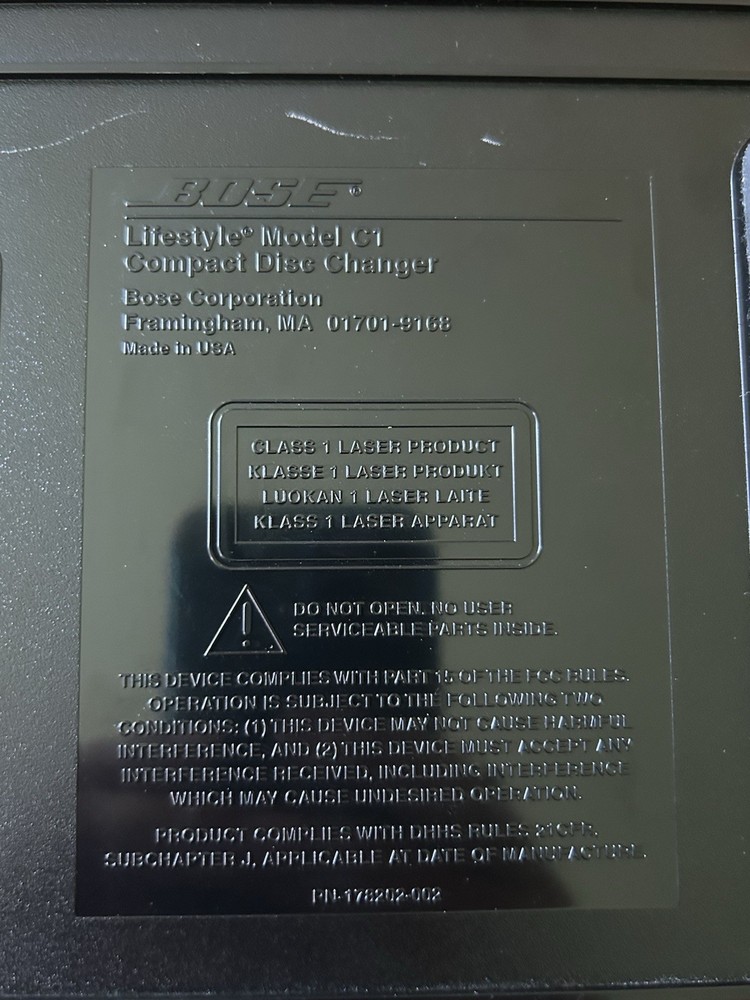 BOSE®
Lifestyle® Model C1
Compact Disc Changer
Bose Corporation
Framingham, MA 01701-9168
Made in USA
CLASS 1 LASER PRODUCT
KLASSE 1 LASER PRODUKT
LUOKAN 1 LASER LAITE
KLASS 1 LASER APPARAT
DO NOT OPEN. NO USER
SERVICEABLE PARTS INSIDE.
THIS DEVICE COMPLIES WITH PART 15 OF THE FCC RULES.
OPERATION IS SUBJECT TO THE FOLLOWING TWO
CONDITIONS: (1) THIS DEVICE MAY NOT CAUSE HARMFUL
INTERFERENCE, AND (2) THIS DEVICE MUST ACCEPT ANY
INTERFERENCE RECEIVED, INCLUDING INTERFERENCE
WHICH MAY CAUSE UNDESIRED OPERATION.
PRODUCT COMPLIES WITH DHHS RULES 21CFR.
SUBCHAPTER J, APPLICABLE AT DATE OF MANUFACTURE.
PN-178202-002